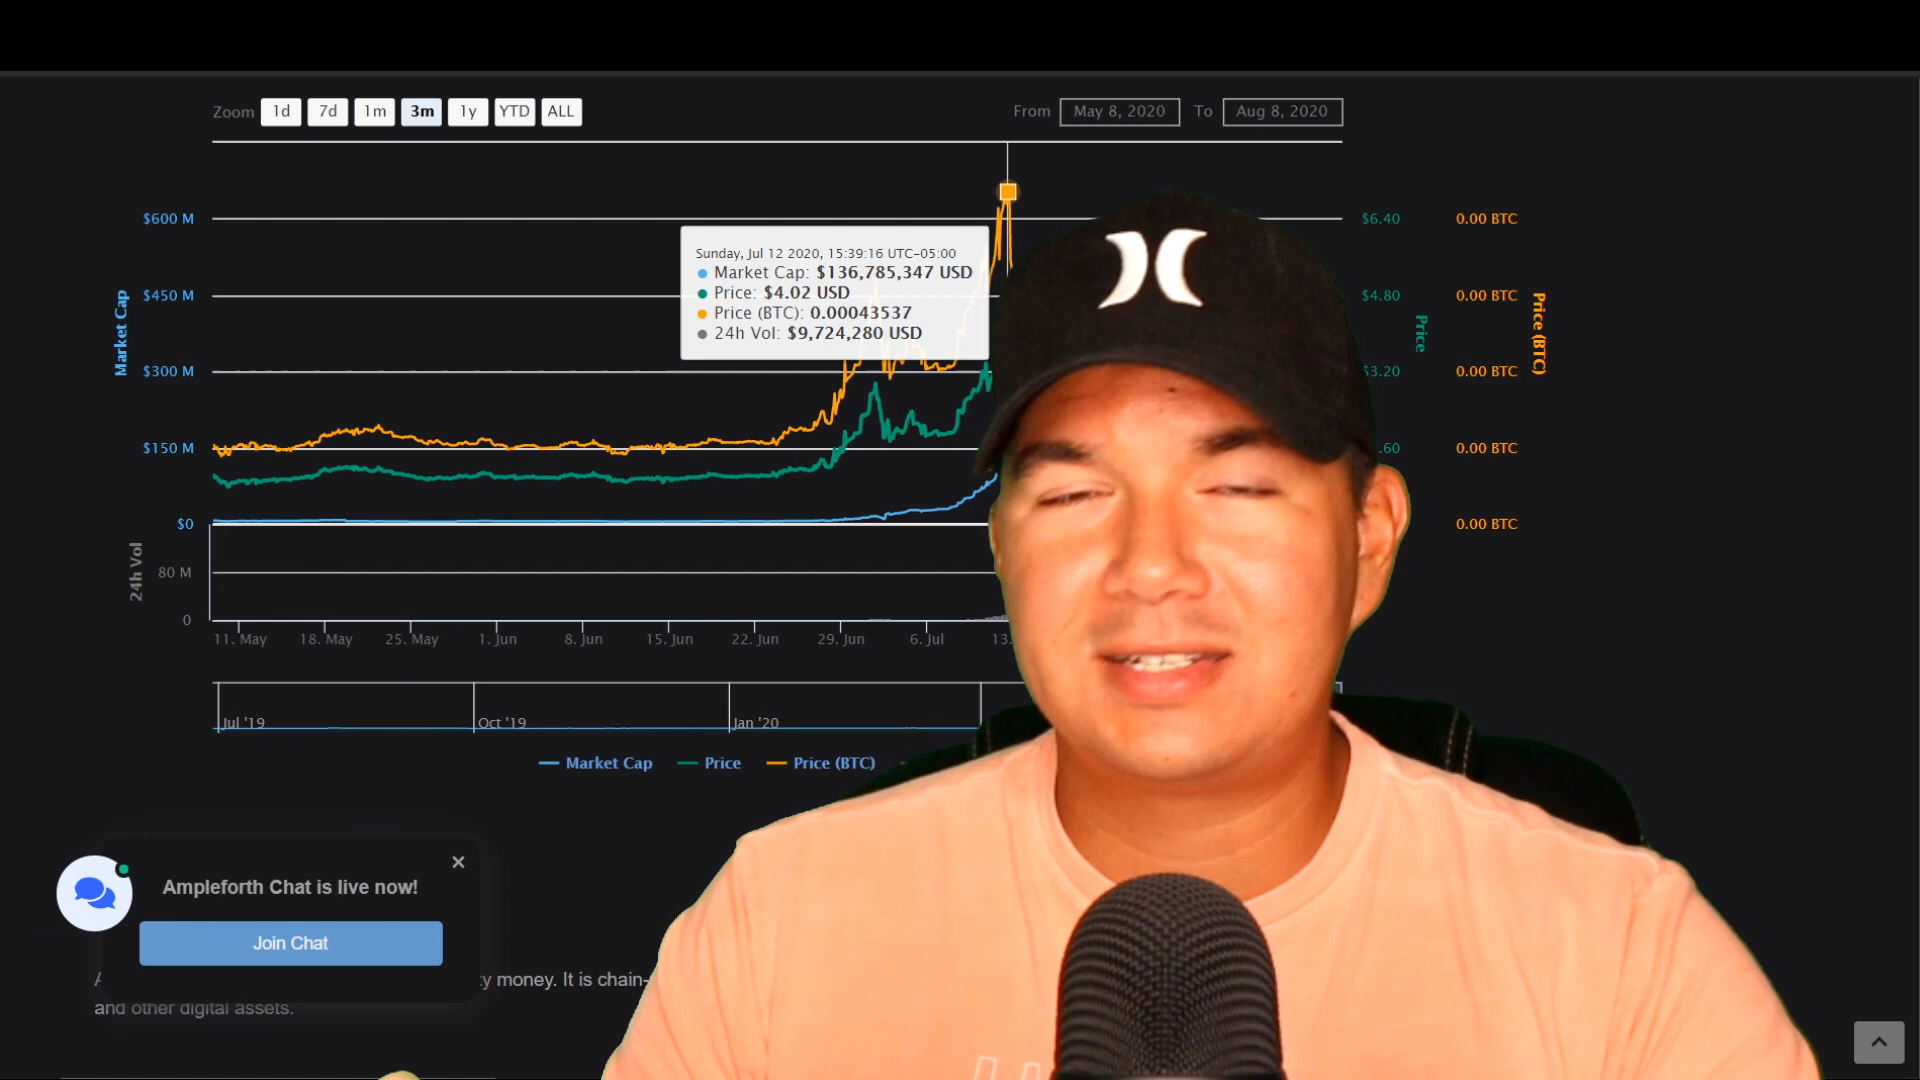 Zoom 1d 7d 1m 3m 1y YTD ALL
From May 8, 2020 To Aug 8, 2020
$600 M
$450 M
$300 M
$150 M
$0
Market Cap
80 M
0
24h Vol
Sunday, Jul 12 2020, 15:39:16 UTC-05:00
Market Cap: $136,785,347 USD
Price: $4.02 USD
Price (BTC): 0.00043537
24h Vol: $9,724,280 USD
$6.40
$4.80
$3.20
.60
Price
0.00 BTC
0.00 BTC
0.00 BTC
0.00 BTC
0.00 BTC
Price (BTC)
11. May 18. May 25. May 1. Jun 8. Jun 15. Jun 22. Jun 29. Jun 6. Jul 13.
Jul '19 Oct '19 Jan '20
Market Cap Price Price (BTC)
Ampleforth Chat is live now!
Join Chat
money. It is chain-
and other digital assets.